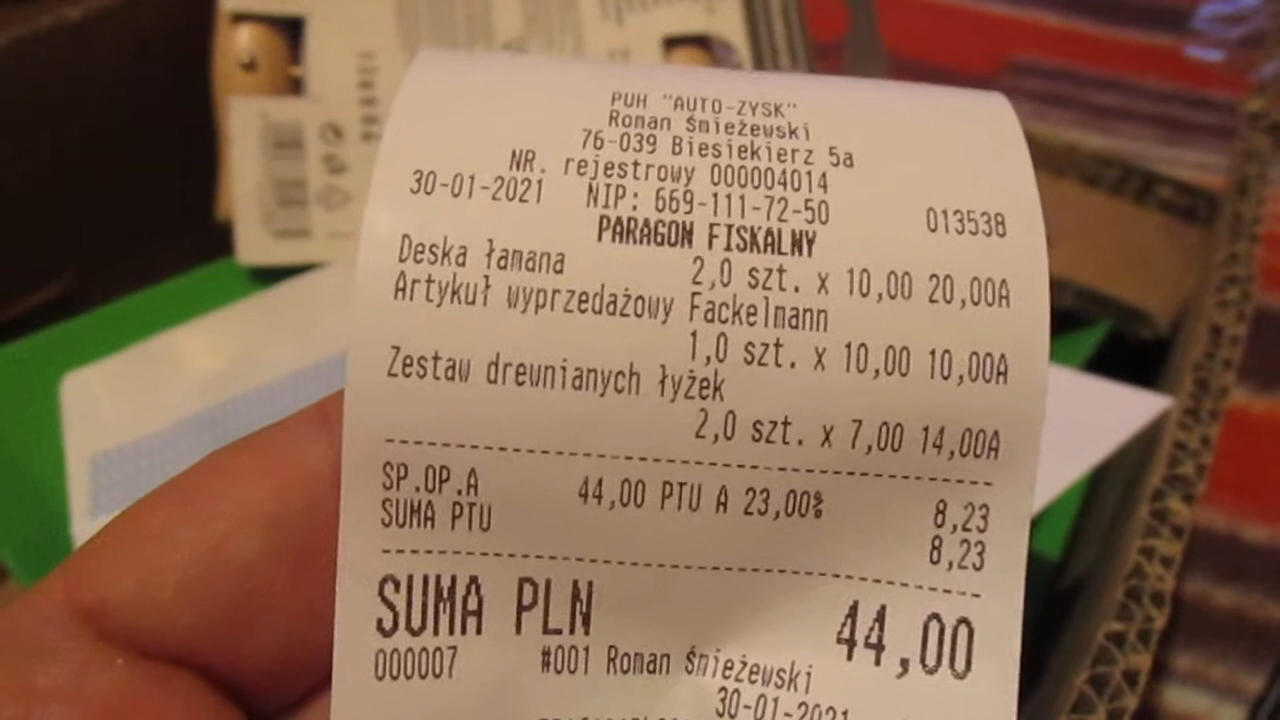 PUH "AUTO-ZYSK"
Roman Śmieżewski
76-039 Biesiekierz 5a
NR. rejestrowy 000004014
30-01-2021 NIP: 669-111-72-50 013538
PARAGON FISKALNY
Deska łamana 2,0 szt. x 10,00 20,00A
Artykuł wyprzedażowy Fackelmann
1,0 szt. x 10,00 10,00A
Zestaw drewnianych łyżek
2,0 szt. x 7,00 14,00A
SP.OP.A 44,00 PTU A 23,00% 8,23
SUMA PTU 8,23
SUMA PLN 44,00
000007 #001 Roman Śmieżewski
30-01-2021